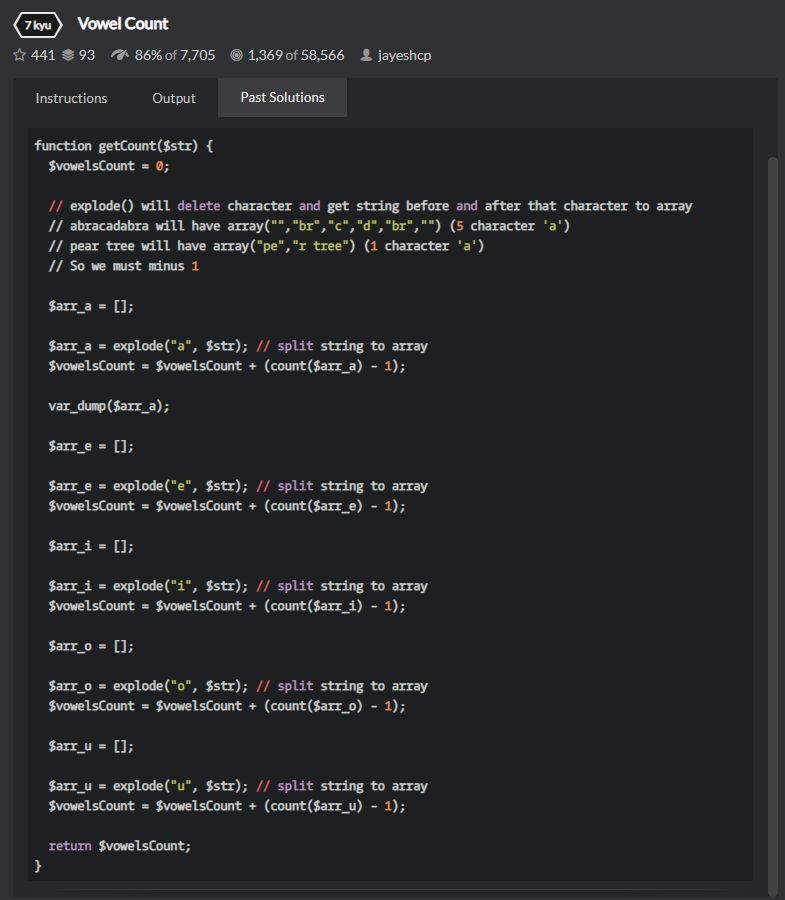 7 kyu Vowel Count
441 93 86% of 7,705 1,369 of 58,566 jayeshcp
Instructions Output Past Solutions
function getCount($str) {
$vowelsCount = 0;
// explode() will delete character and get string before and after that character to array
// abracadabra will have array("","br","c","d","br","") (5 character 'a')
// pear tree will have array("pe","r tree") (1 character 'a')
// So we must minus 1
$arr_a = [];
$arr_a = explode("a", $str); // split string to array
$vowelsCount = $vowelsCount + (count($arr_a) - 1);
var_dump($arr_a);
$arr_e = [];
$arr_e = explode("e", $str); // split string to array
$vowelsCount = $vowelsCount + (count($arr_e) - 1);
$arr_i = [];
$arr_i = explode("i", $str); // split string to array
$vowelsCount = $vowelsCount + (count($arr_i) - 1);
$arr_o = [];
$arr_o = explode("o", $str); // split string to array
$vowelsCount = $vowelsCount + (count($arr_o) - 1);
$arr_u = [];
$arr_u = explode("u", $str); // split string to array
$vowelsCount = $vowelsCount + (count($arr_u) - 1);
return $vowelsCount;
}